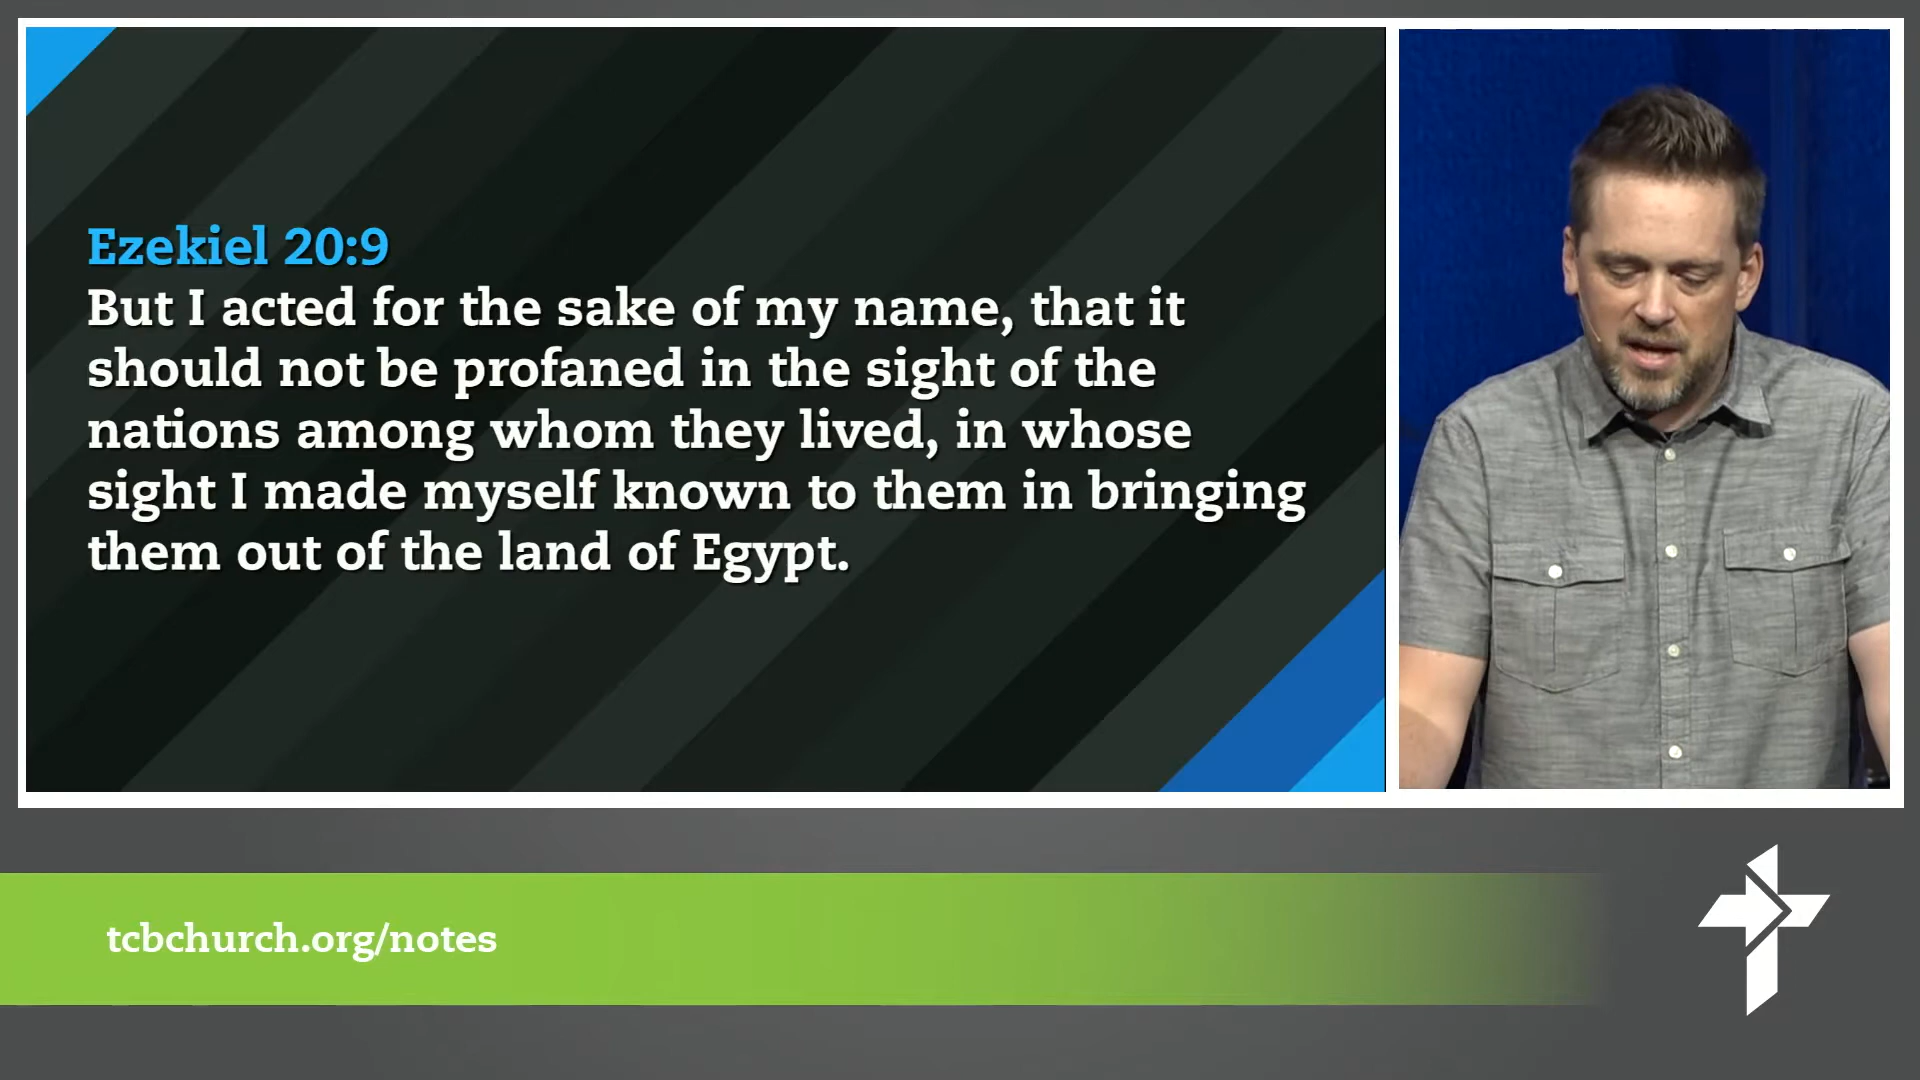 Ezekiel 20:9
But I acted for the sake of my name, that it
should not be profaned in the sight of the
nations among whom they lived, in whose
sight I made myself known to them in bringing
them out of the land of Egypt.
tcbchurch.org/notes